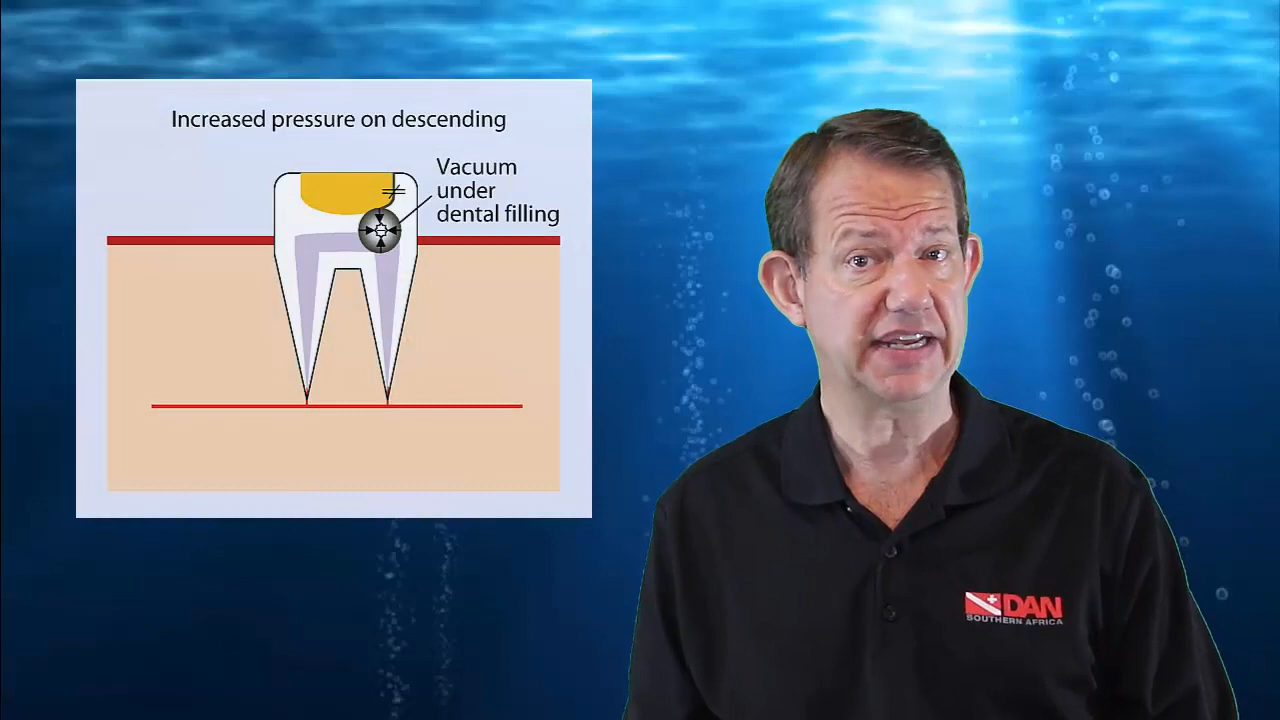 Increased pressure on descending
Vacuum
under
dental filling
DAN
SOUTHERN AFRICA